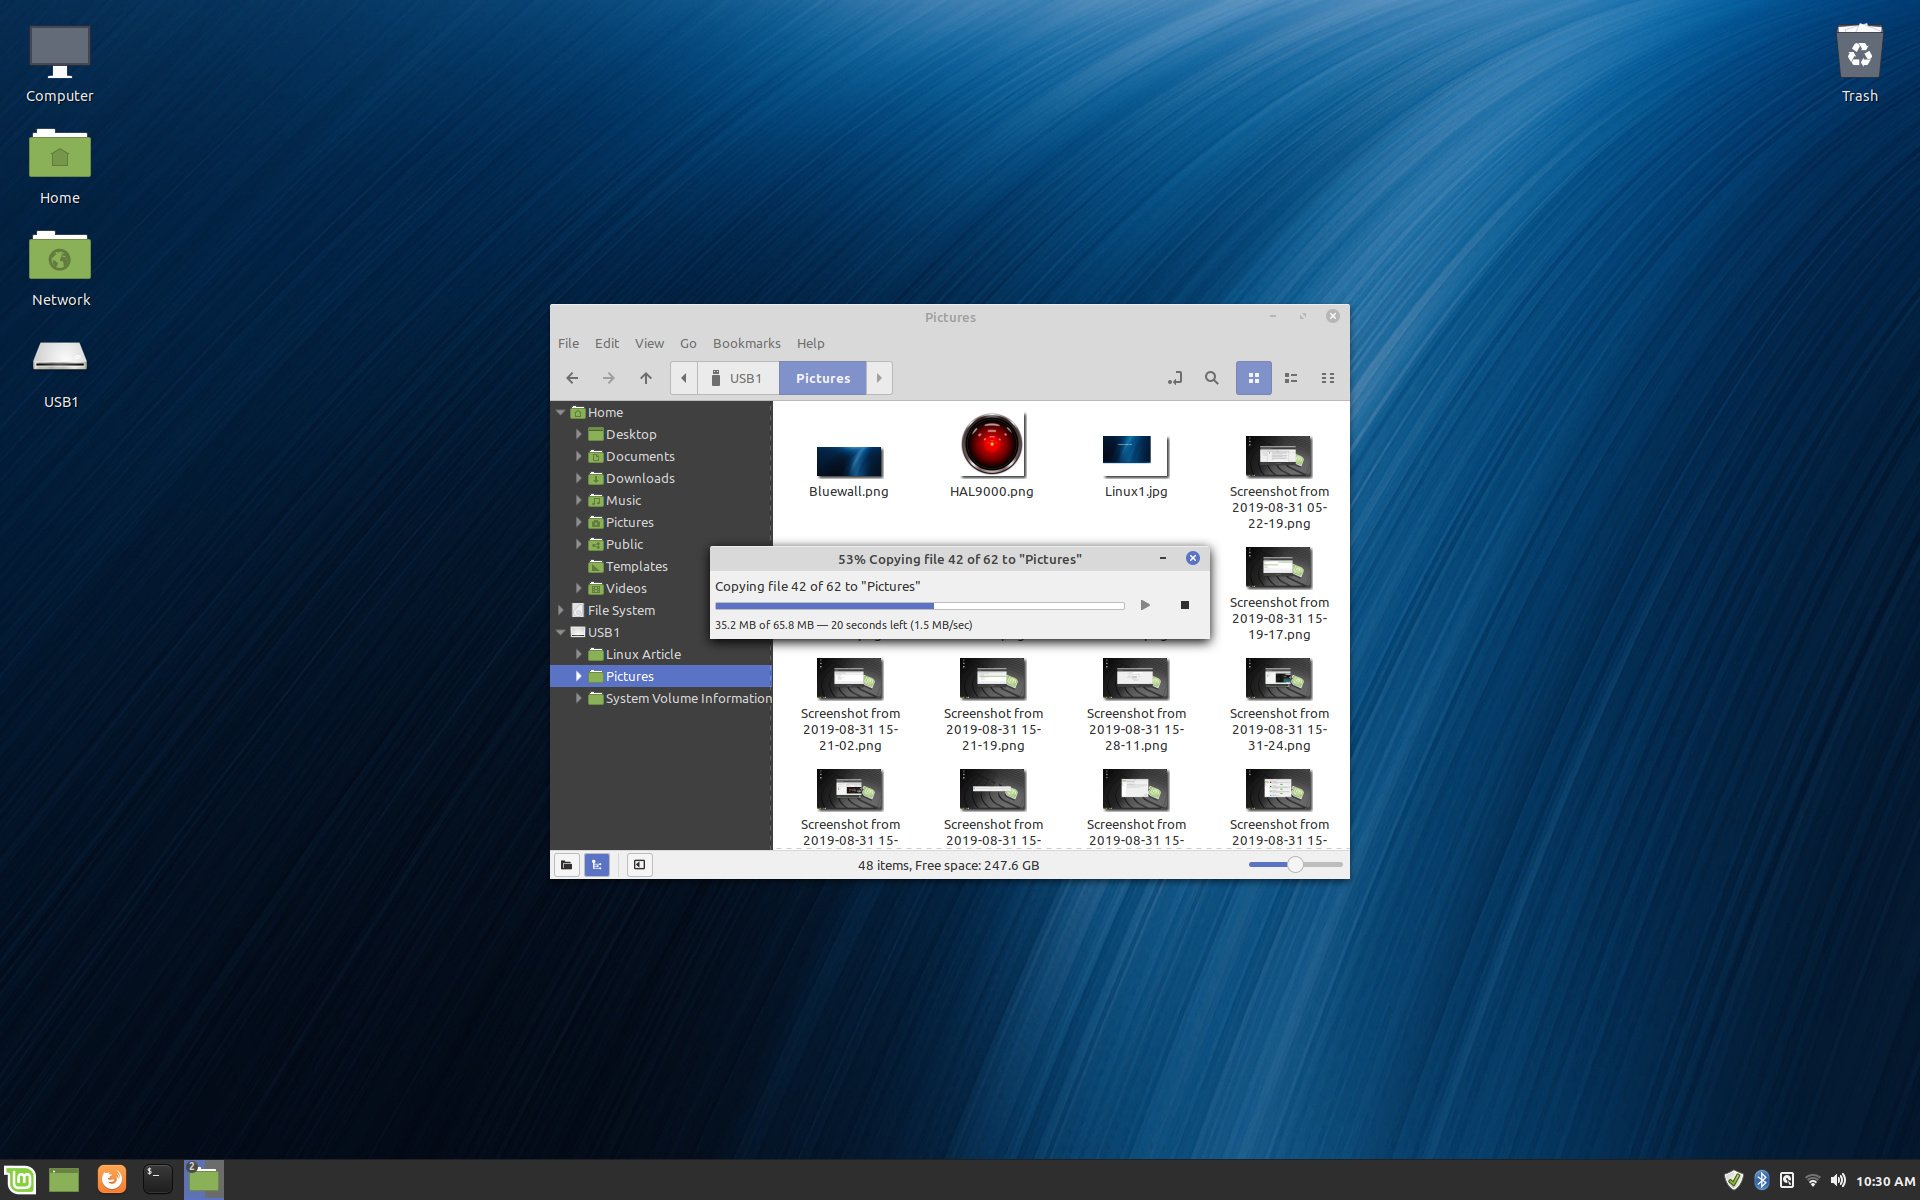 Computer
Trash
Home
Network
USB1
Pictures
File Edit View Go Bookmarks Help
USB1 Pictures
Home
Desktop
Documents
Downloads
Music
Pictures
Public
Templates
Videos
File System
USB1
Linux Article
Pictures
System Volume Information
Bluewall.png
HAL9000.png
Linux1.jpg
Screenshot from
2019-08-31 05-
22-19.png
53% Copying file 42 of 62 to "Pictures"
Copying file 42 of 62 to "Pictures"
35.2 MB of 65.8 MB — 20 seconds left (1.5 MB/sec)
Screenshot from
2019-08-31 15-
19-17.png
Screenshot from
2019-08-31 15-
21-02.png
Screenshot from
2019-08-31 15-
21-19.png
Screenshot from
2019-08-31 15-
28-11.png
Screenshot from
2019-08-31 15-
31-24.png
Screenshot from
2019-08-31 15-
Screenshot from
2019-08-31 15-
Screenshot from
2019-08-31 15-
Screenshot from
2019-08-31 15-
48 items, Free space: 247.6 GB
$_
2
10:30 AM